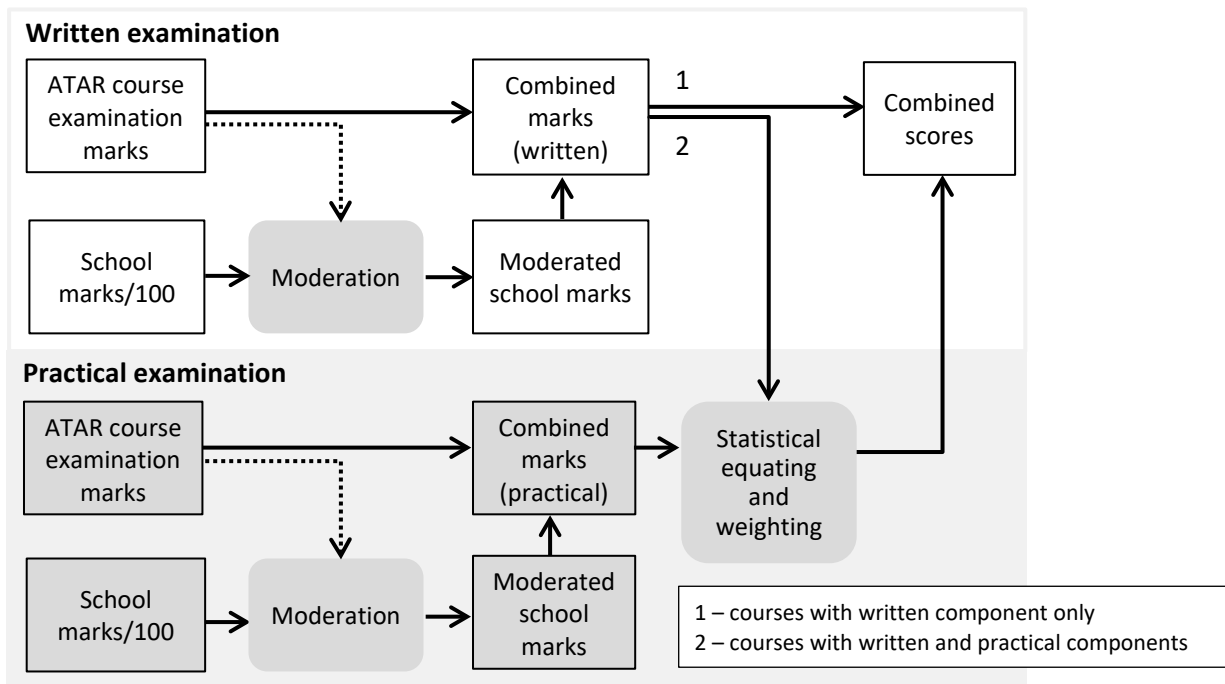 Written examination
ATAR course
examination
marks
Combined
marks
(written)
1
2
Combined
scores
School
marks/100
Moderation
Moderated
school marks
Practical examination
ATAR course
examination
marks
Combined
marks
(practical)
Statistical
equating
and
weighting
School
marks/100
Moderation
Moderated
school
marks
1 – courses with written component only
2 – courses with written and practical components